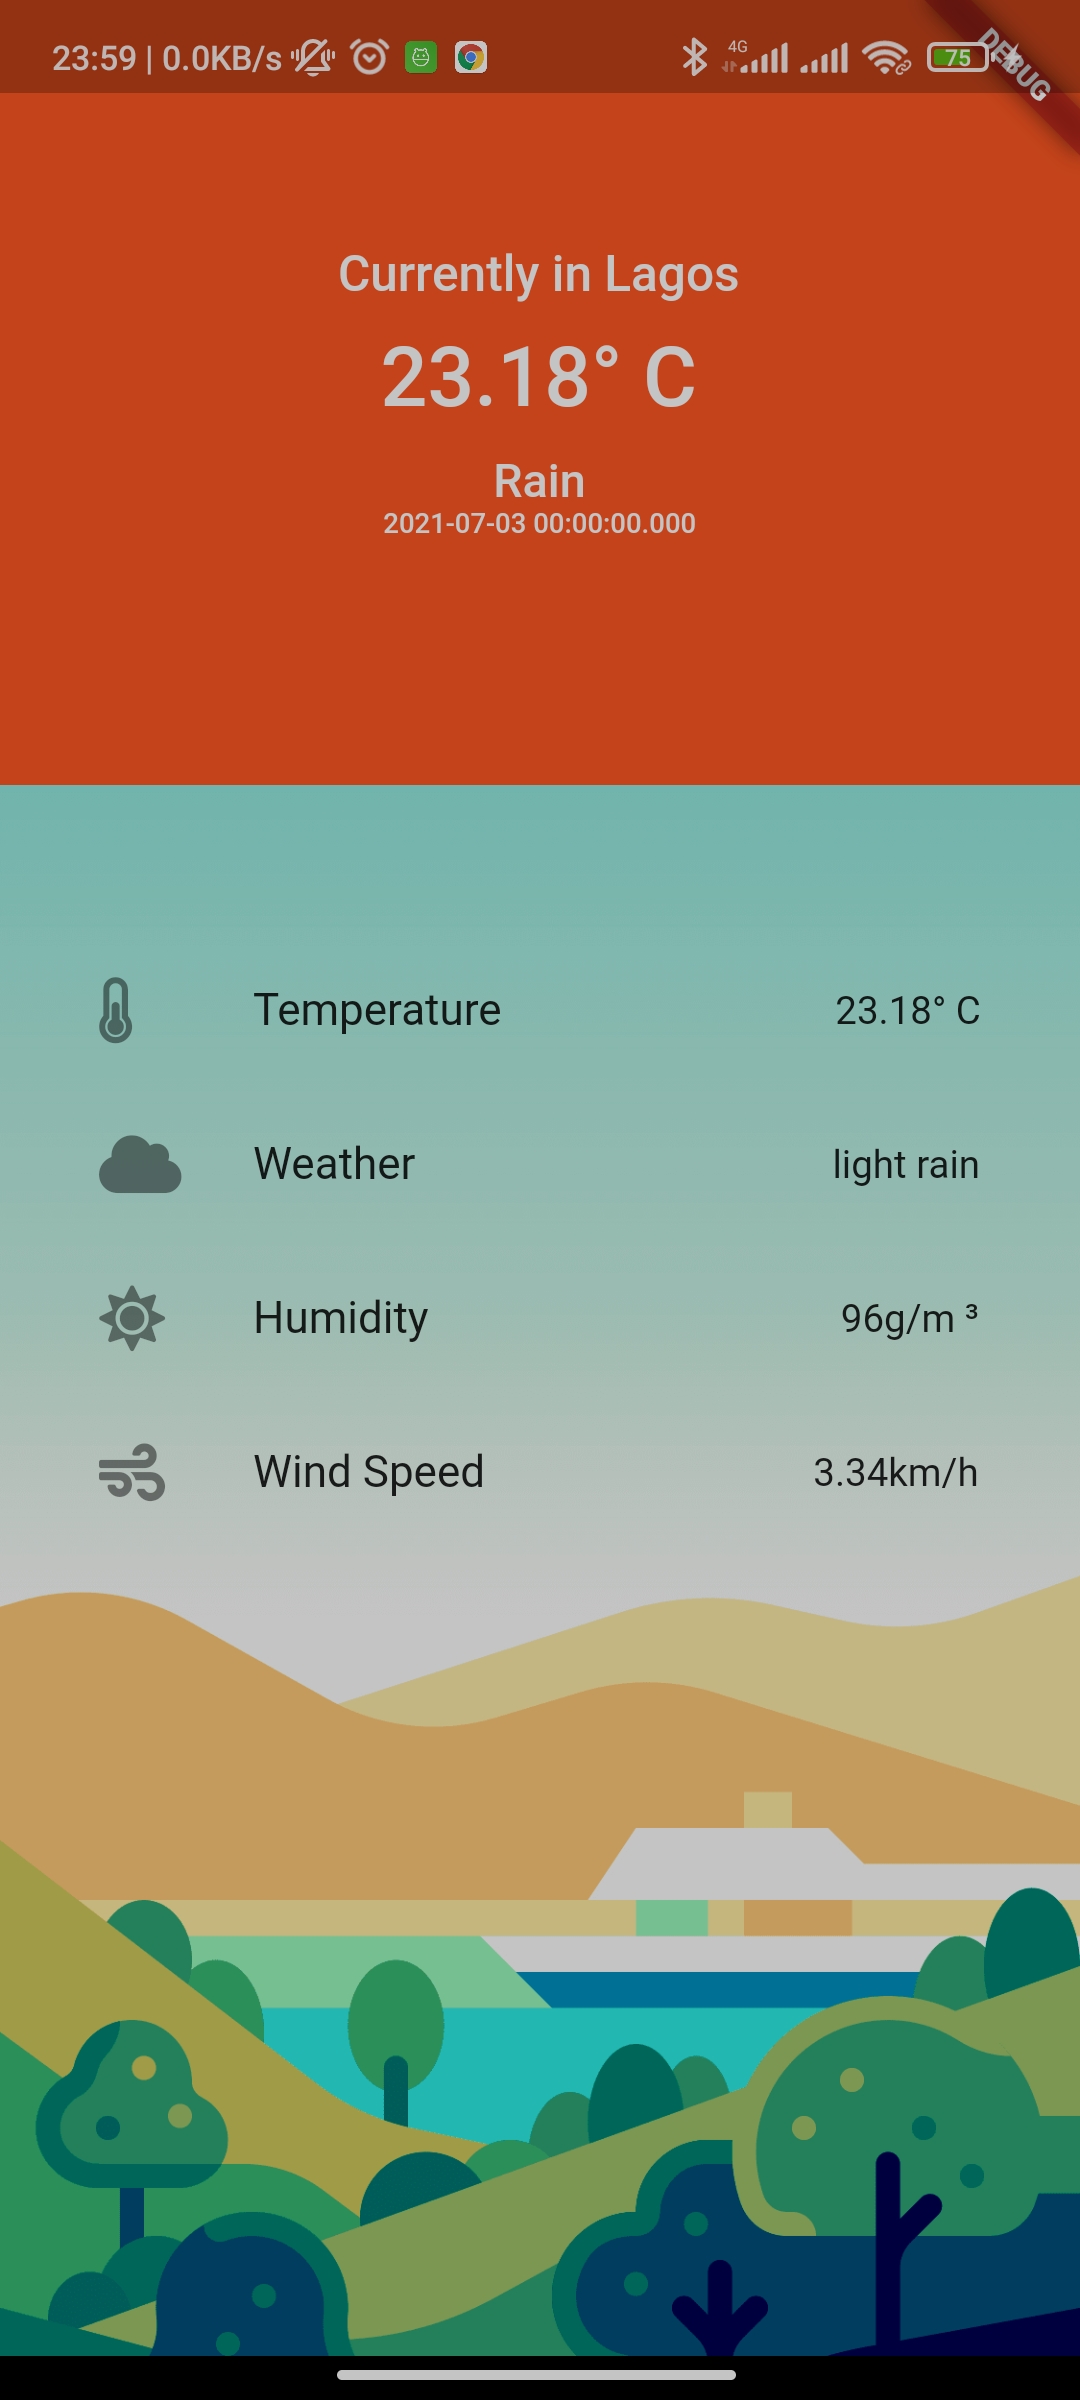 23:59 | 0.0KB/s
4G
75
DEBUG
Currently in Lagos
23.18° C
Rain
2021-07-03 00:00:00.000
Temperature 23.18° C
Weather light rain
Humidity 96g/m ³
Wind Speed 3.34km/h